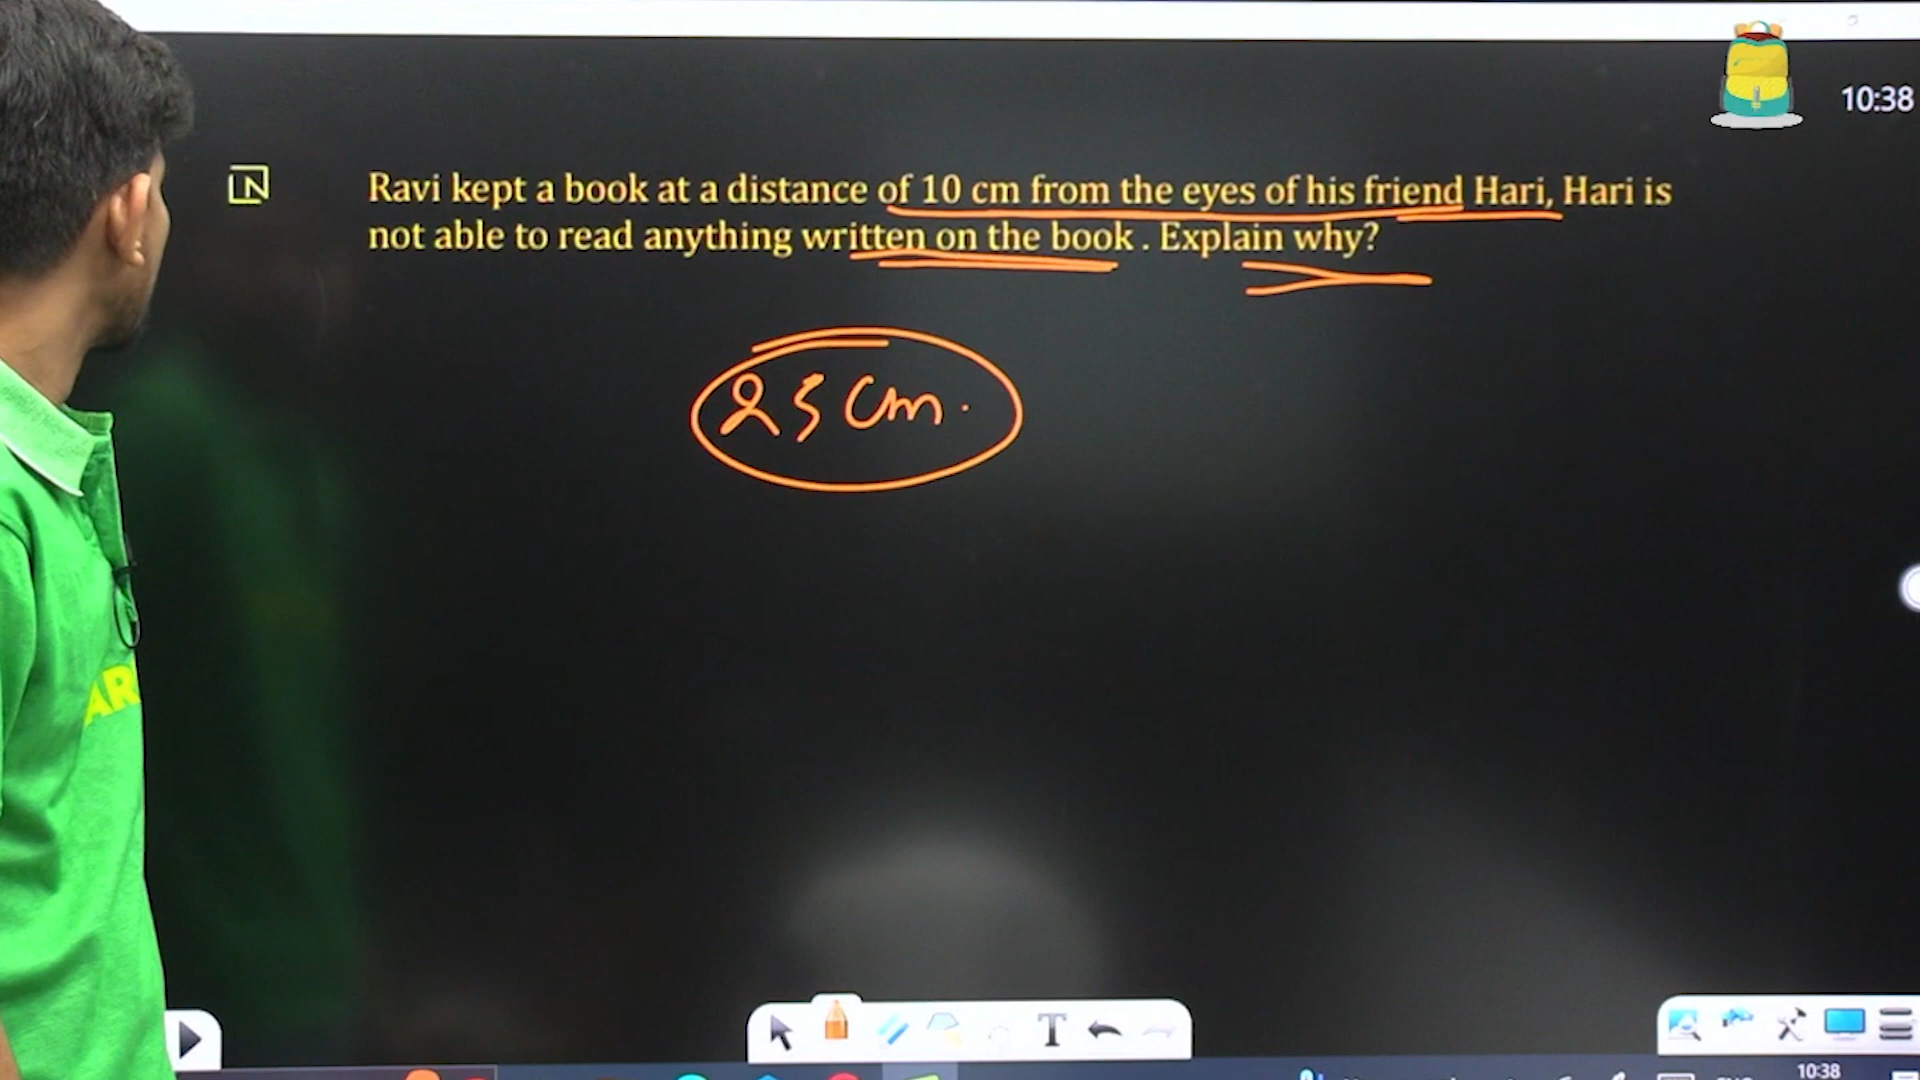 10:38
Ravi kept a book at a distance of 10 cm from the eyes of his friend Hari, Hari is
not able to read anything written on the book . Explain why?
25 cm.
AR
T
10:38